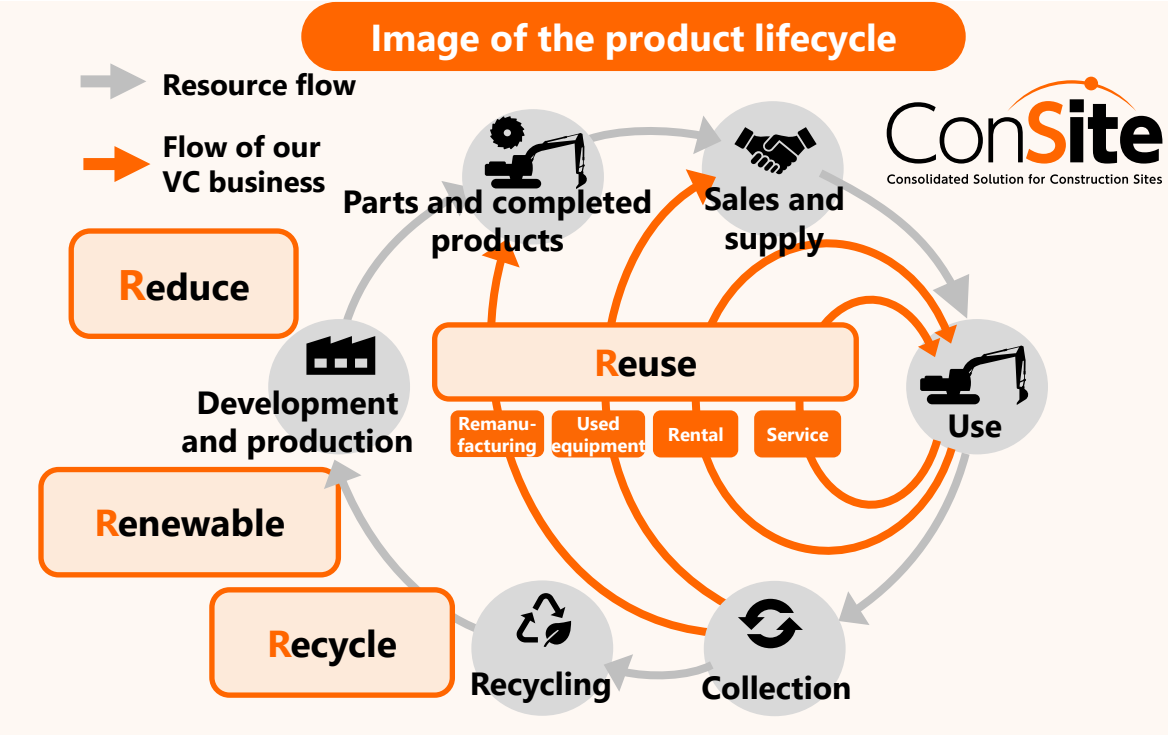 Image of the product lifecycle
Resource flow
Flow of our
VC business
ConSite
Consolidated Solution for Construction Sites
Parts and completed
products
Sales and
supply
Reduce
Reuse
Development
and production
Remanu-
facturing
Used
equipment
Rental
Service
Use
Renewable
Recycle
Recycling
Collection